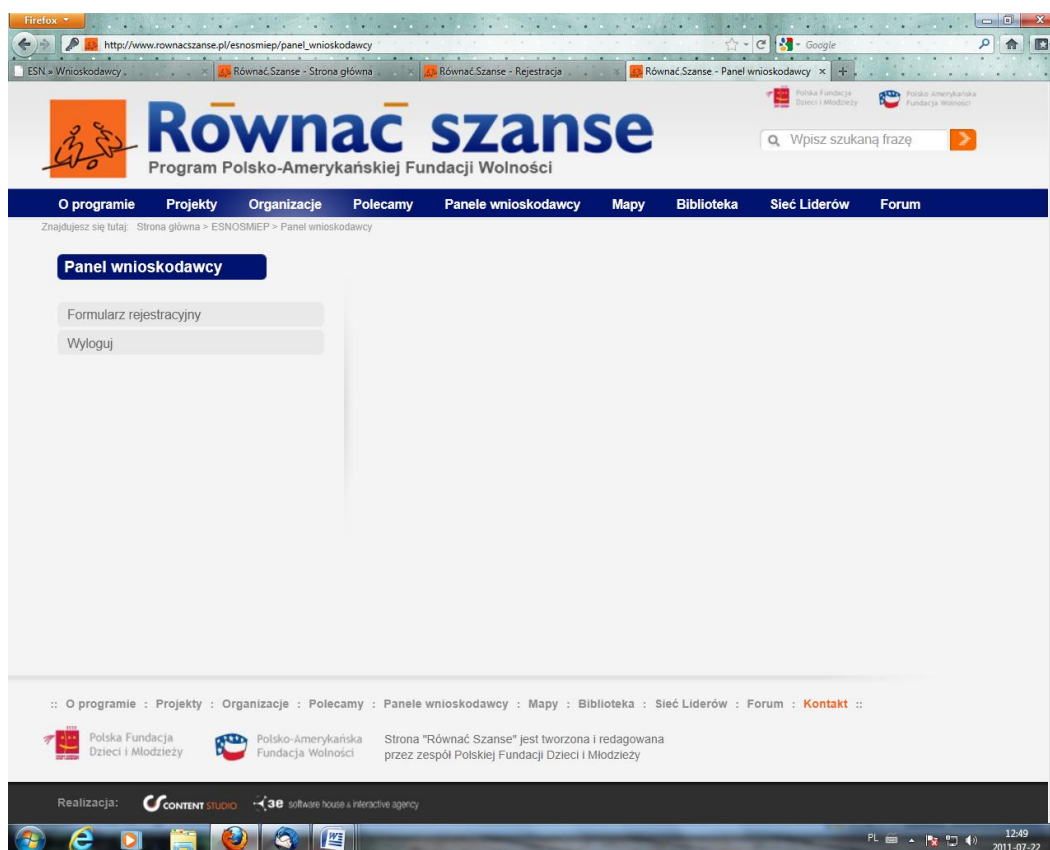 Firefox
http://www.rownacszanse.pl/esnosmiep/panel_wnioskodawcy
Google
ESN » Wnioskodawcy
Równać Szanse - Strona główna
Równać Szanse - Rejestracja
Równać Szanse - Panel wnioskodawcy
Polska Fundacja
Dzieci i Młodzieży
Polsko Amerykańska
Fundacja Wolności
Równać szanse
Program Polsko-Amerykańskiej Fundacji Wolności
Wpisz szukaną frazę
O programie Projekty Organizacje Polecamy Panele wnioskodawcy Mapy Biblioteka Sieć Liderów Forum
Znajdujesz się tutaj: Strona główna > ESNOSMiEP > Panel wnioskodawcy
Panel wnioskodawcy
Formularz rejestracyjny
Wyloguj
:: O programie : Projekty : Organizacje : Polecamy : Panele wnioskodawcy : Mapy : Biblioteka : Sieć Liderów : Forum : Kontakt ::
Polska Fundacja
Dzieci i Młodzieży
Polsko-Amerykańska
Fundacja Wolności
Strona "Równać Szanse" jest tworzona i redagowana
przez zespół Polskiej Fundacji Dzieci i Młodzieży
Realizacja: CONTENT STUDIO 3e software house & interactive agency
PL 12:49
2011-07-22